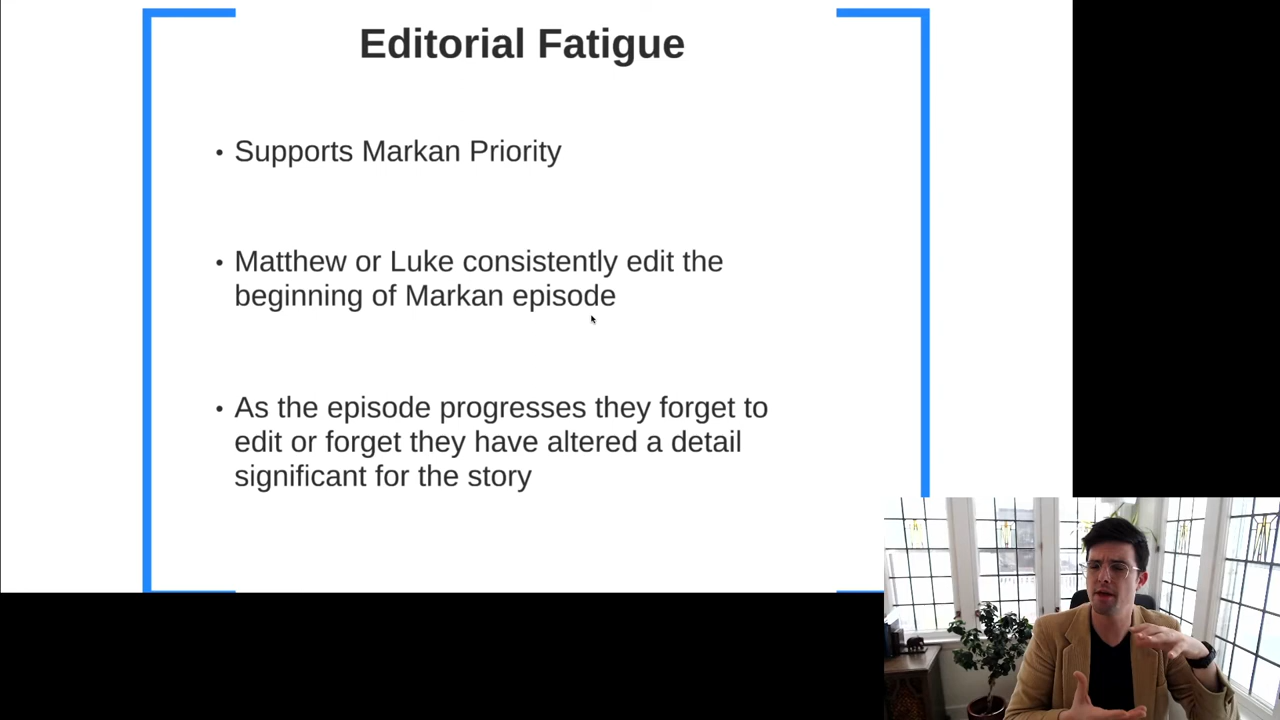 Editorial Fatigue
• Supports Markan Priority
• Matthew or Luke consistently edit the
beginning of Markan episode
• As the episode progresses they forget to
edit or forget they have altered a detail
significant for the story